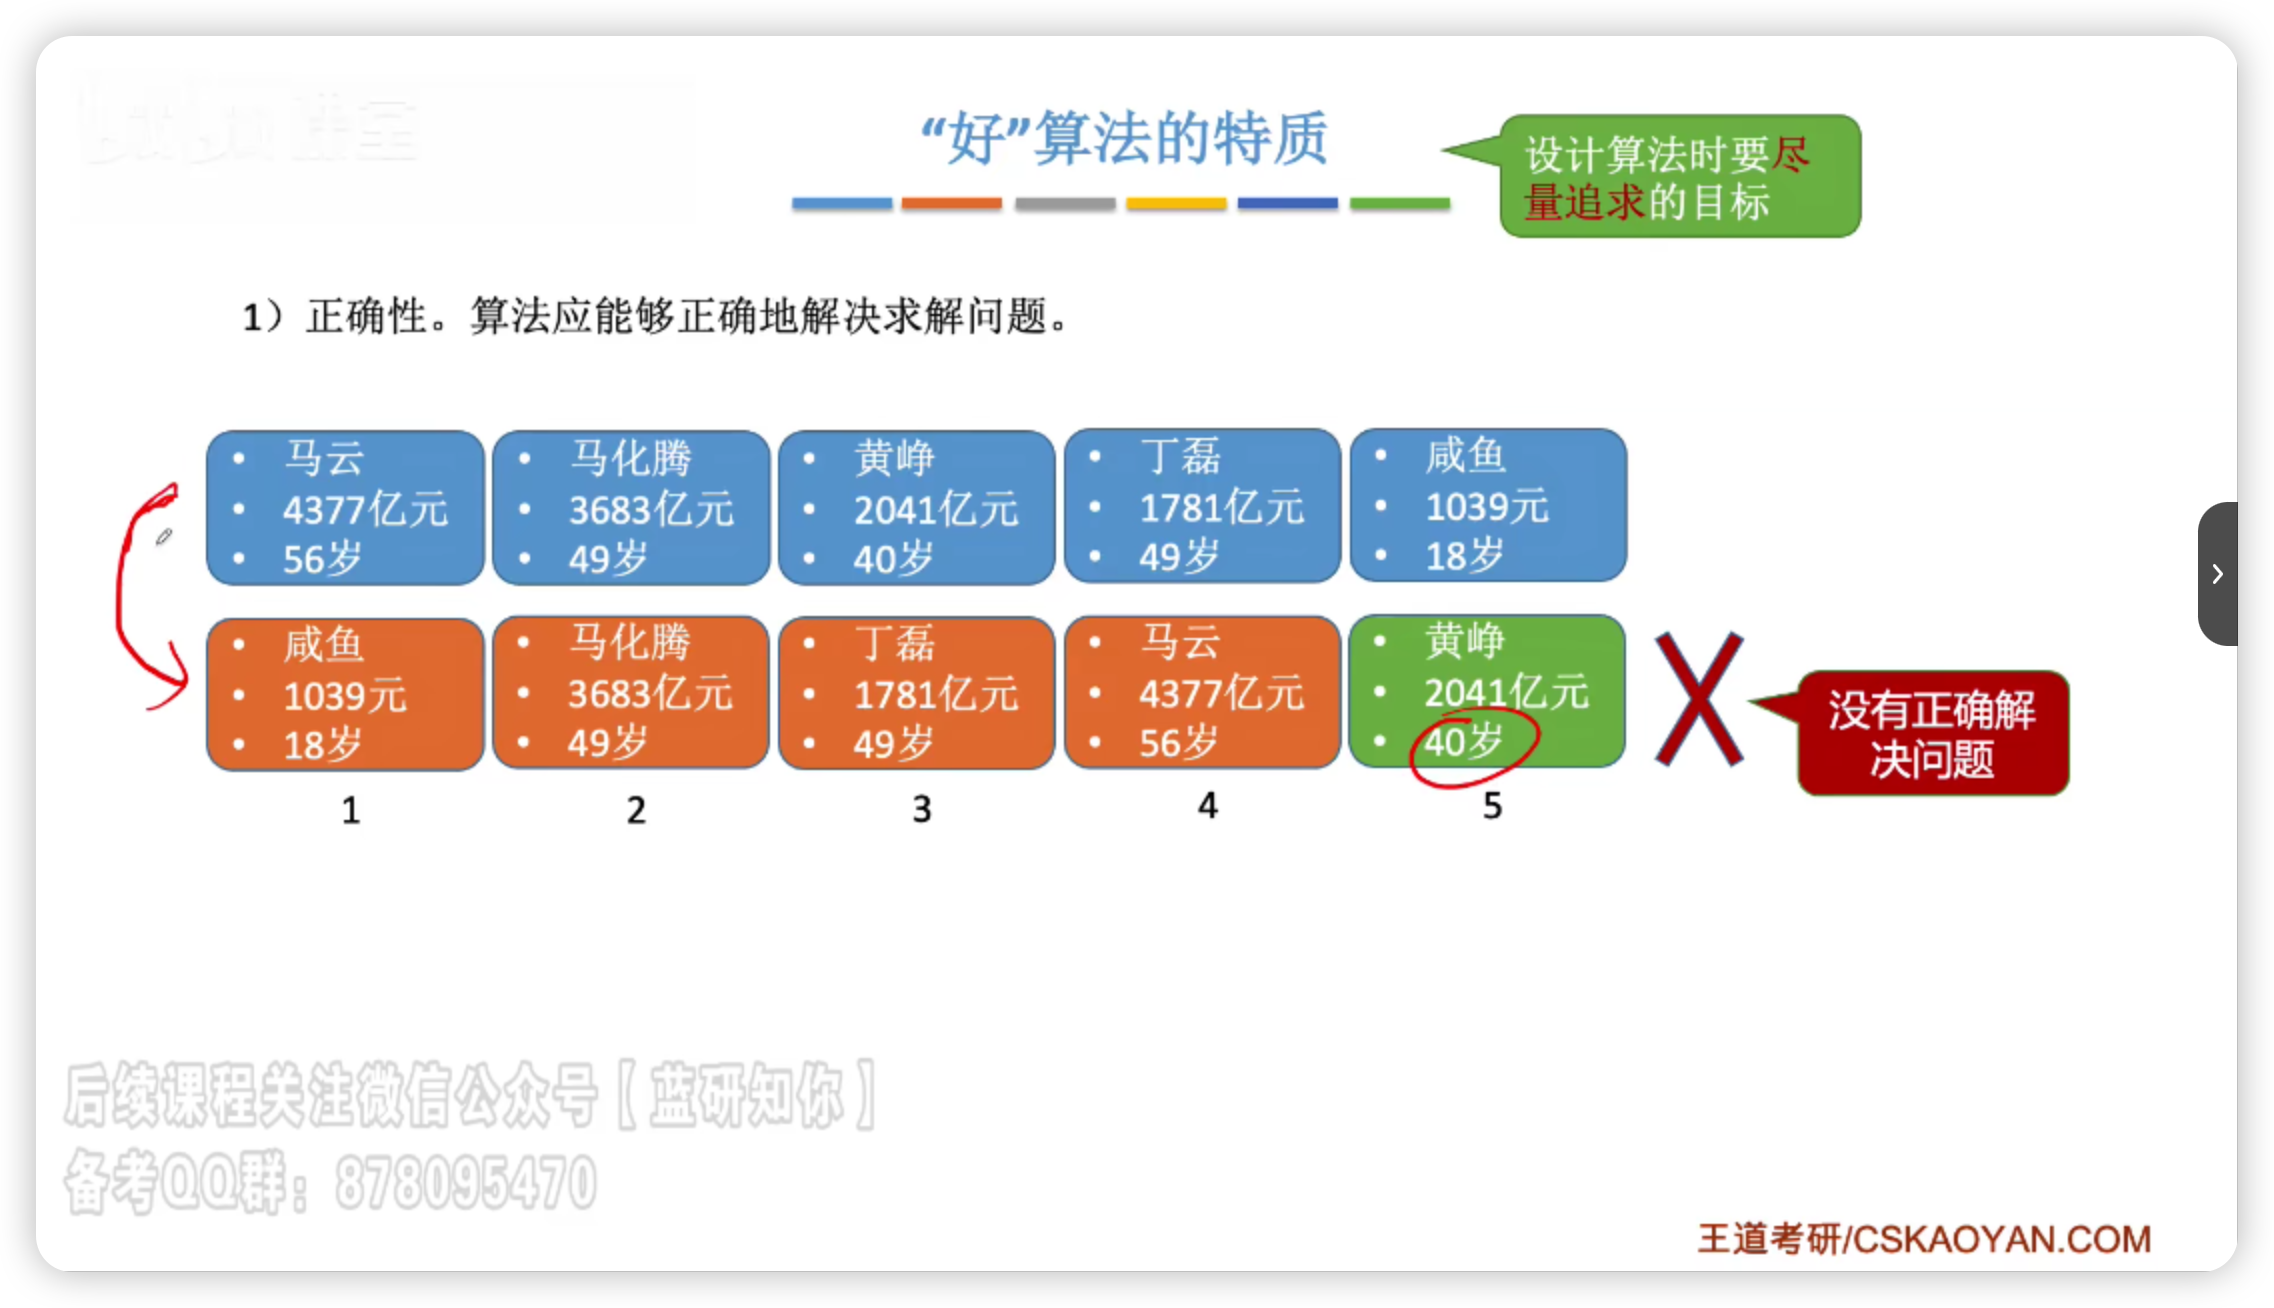 “好”算法的特质
设计算法时要尽
量追求的目标
1）正确性。算法应能够正确地解决求解问题。
• 马云
• 4377亿元
• 56岁
• 马化腾
• 3683亿元
• 49岁
• 黄峥
• 2041亿元
• 40岁
• 丁磊
• 1781亿元
• 49岁
• 咸鱼
• 1039元
• 18岁
• 咸鱼
• 1039元
• 18岁
• 马化腾
• 3683亿元
• 49岁
• 丁磊
• 1781亿元
• 49岁
• 马云
• 4377亿元
• 56岁
• 黄峥
• 2041亿元
• 40岁
没有正确解
决问题
1
2
3
4
5
后续课程关注微信公众号【蓝研知你】
备考QQ群：878095470
王道考研/CSKAOYAN.COM